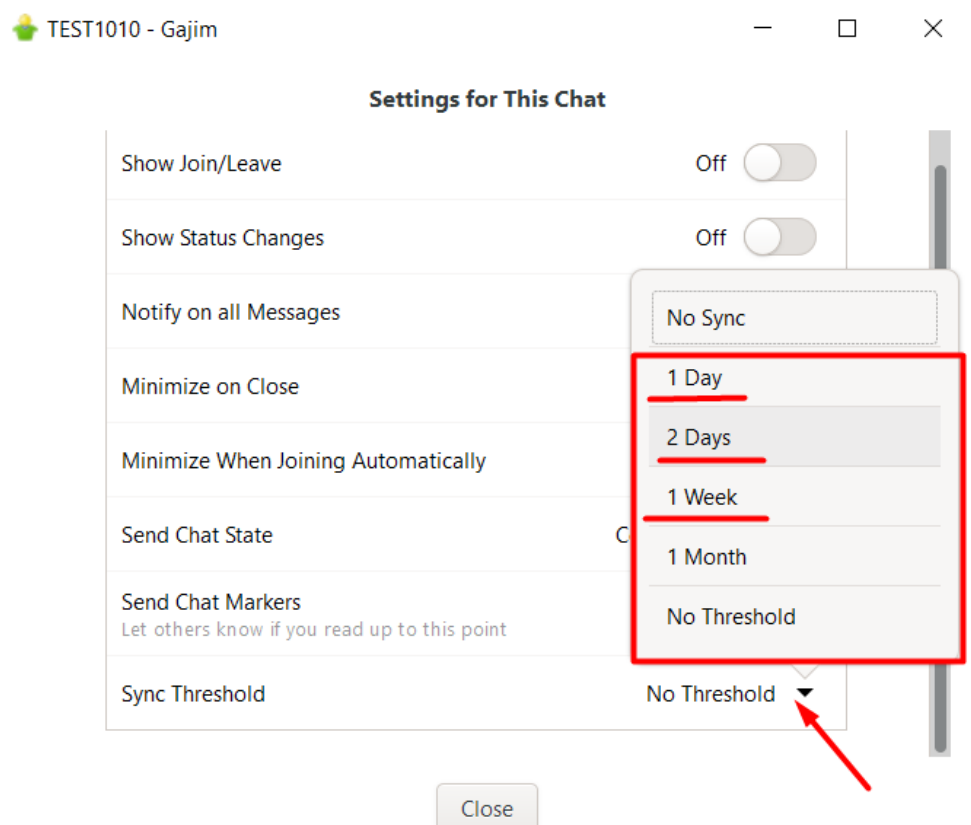 TEST1010 - Gajim
Settings for This Chat
Show Join/Leave Off
Show Status Changes Off
Notify on all Messages
No Sync
1 Day
Minimize on Close
2 Days
Minimize When Joining Automatically
1 Week
Send Chat State C
1 Month
Send Chat Markers
Let others know if you read up to this point
No Threshold
Sync Threshold No Threshold
Close